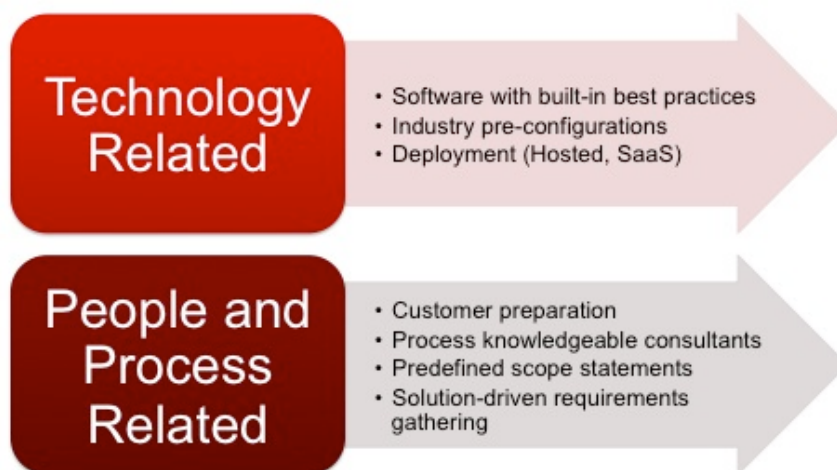 Technology
Related
• Software with built-in best practices
• Industry pre-configurations
• Deployment (Hosted, SaaS)
People and
Process
Related
• Customer preparation
• Process knowledgeable consultants
• Predefined scope statements
• Solution-driven requirements
gathering